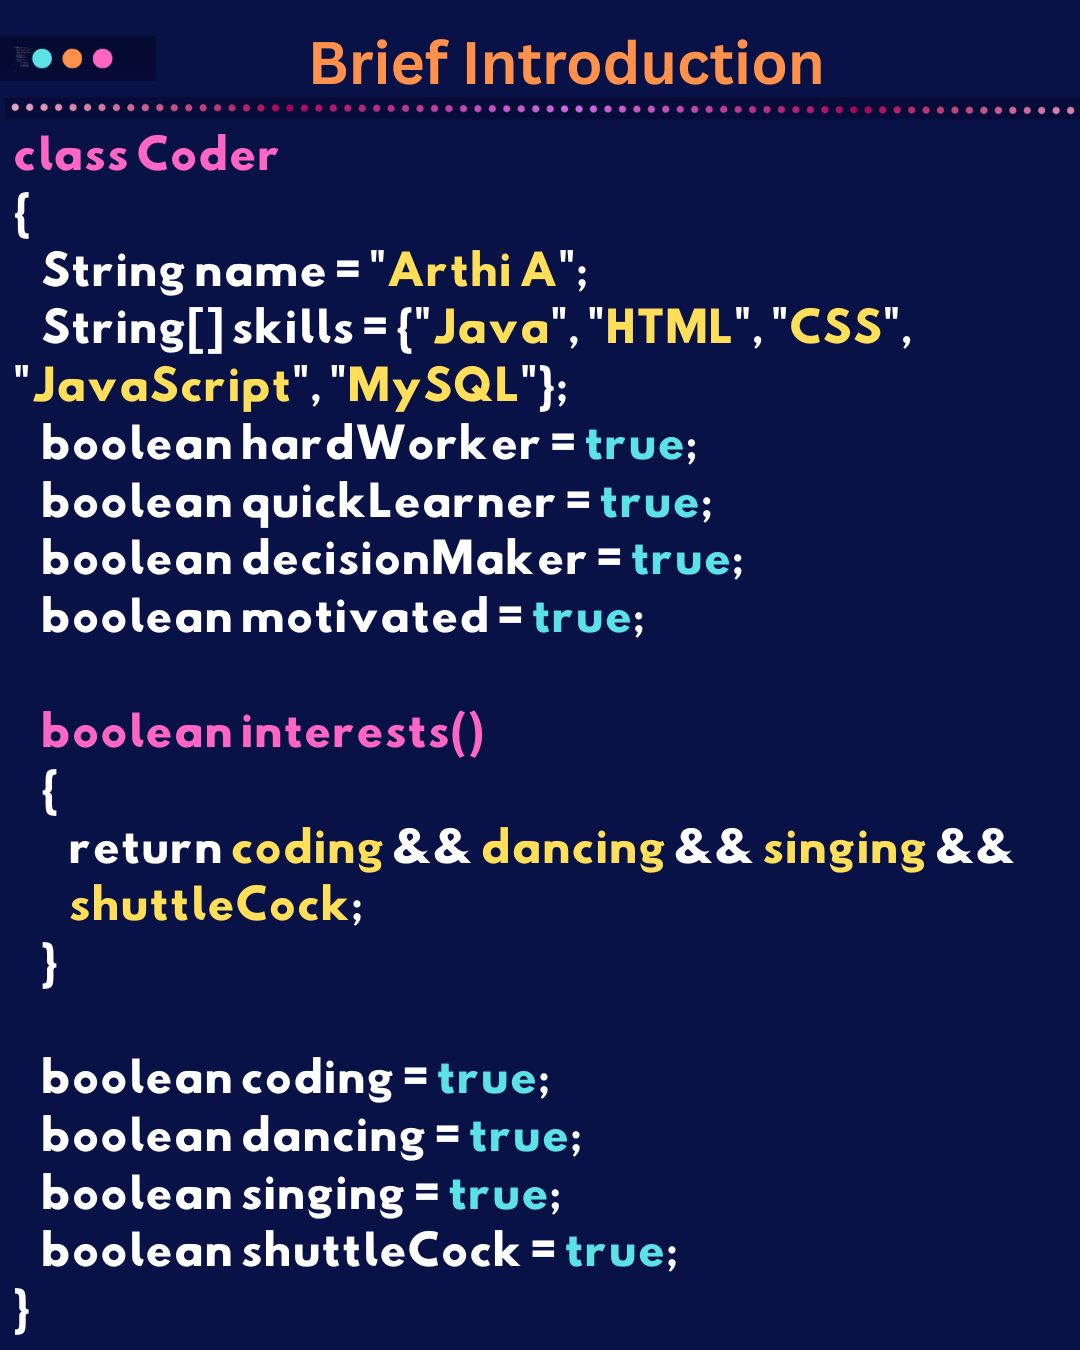 Brief Introduction
class Coder
{
String name = "Arthi A";
String[] skills = {"Java", "HTML", "CSS",
"JavaScript", "MySQL"};
boolean hardWorker = true;
boolean quickLearner = true;
boolean decisionMaker = true;
boolean motivated = true;
boolean interests()
{
return coding && dancing && singing &&
shuttleCock;
}
boolean coding = true;
boolean dancing = true;
boolean singing = true;
boolean shuttleCock = true;
}